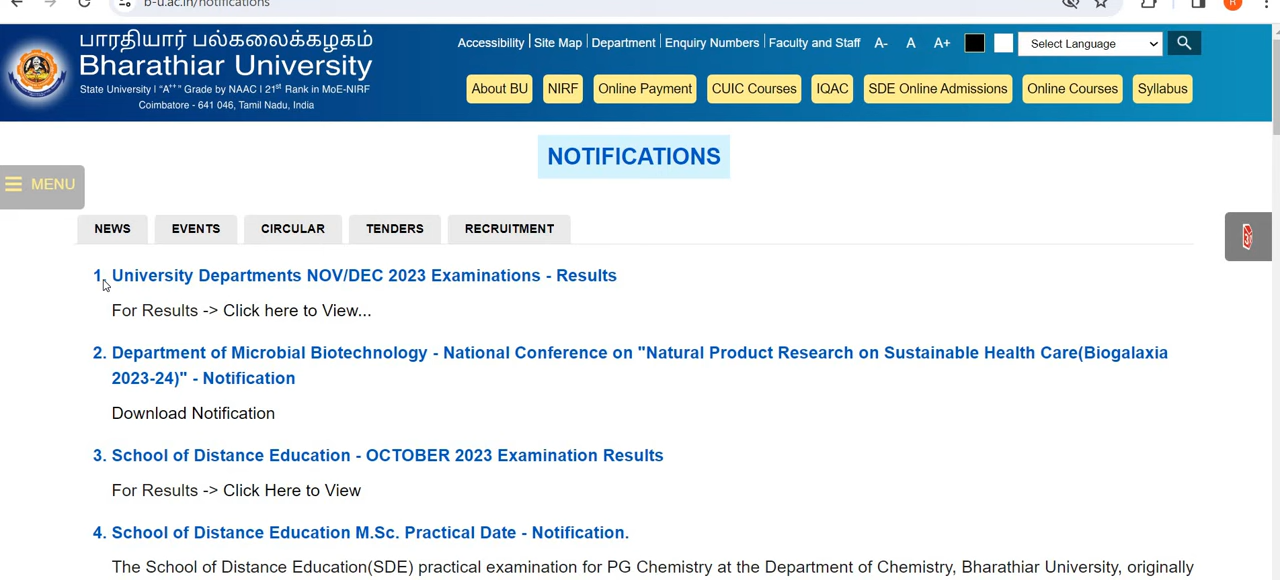 b-u.ac.in/notifications
பாரதியார் பல்கலைக்கழகம்
Bharathiar University
State University | "A++" Grade by NAAC | 21st Rank in MoE-NIRF
Coimbatore - 641 046, Tamil Nadu, India
Accessibility | Site Map | Department | Enquiry Numbers | Faculty and Staff A- A A+ Select Language
About BU NIRF Online Payment CUIC Courses IQAC SDE Online Admissions Online Courses Syllabus
NOTIFICATIONS
MENU
NEWS EVENTS CIRCULAR TENDERS RECRUITMENT
1. University Departments NOV/DEC 2023 Examinations - Results
For Results -> Click here to View...
2. Department of Microbial Biotechnology - National Conference on "Natural Product Research on Sustainable Health Care(Biogalaxia
2023-24)" - Notification
Download Notification
3. School of Distance Education - OCTOBER 2023 Examination Results
For Results -> Click Here to View
4. School of Distance Education M.Sc. Practical Date - Notification.
The School of Distance Education(SDE) practical examination for PG Chemistry at the Department of Chemistry, Bharathiar University, originally